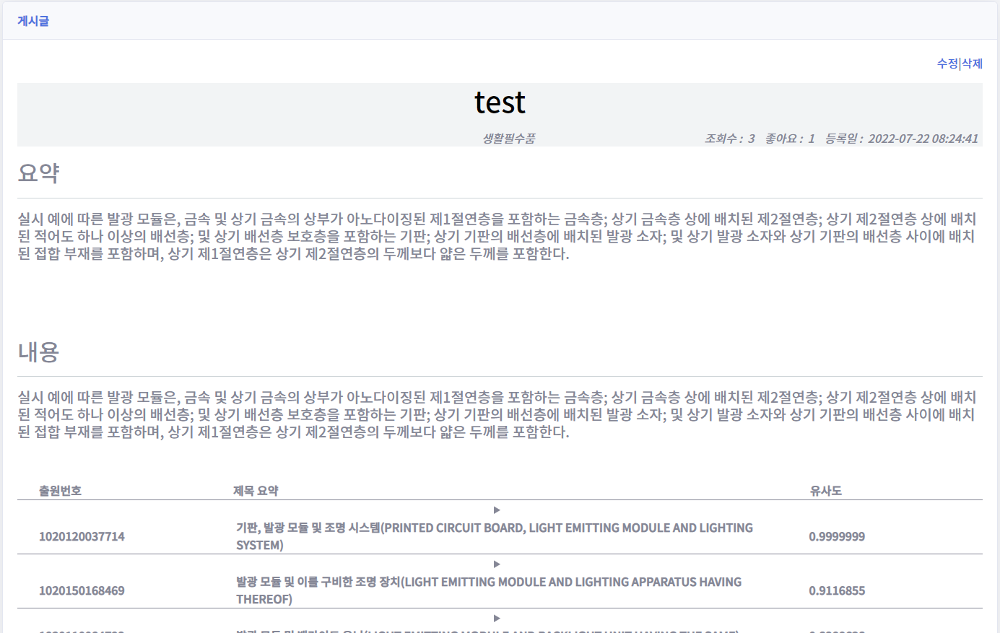 게시글
수정|삭제
test
생활필수품
조회수 : 3 좋아요 : 1 등록일 : 2022-07-22 08:24:41
요약
실시 예에 따른 발광 모듈은, 금속 및 상기 금속의 상부가 아노다이징된 제1절연층을 포함하는 금속층; 상기 금속층 상에 배치된 제2절연층; 상기 제2절연층 상에 배치
된 적어도 하나 이상의 배선층; 및 상기 배선층 보호층을 포함하는 기판; 상기 기판의 배선층에 배치된 발광 소자; 및 상기 발광 소자와 상기 기판의 배선층 사이에 배치
된 접합 부재를 포함하며, 상기 제1절연층은 상기 제2절연층의 두께보다 얇은 두께를 포함한다.
내용
실시 예에 따른 발광 모듈은, 금속 및 상기 금속의 상부가 아노다이징된 제1절연층을 포함하는 금속층; 상기 금속층 상에 배치된 제2절연층; 상기 제2절연층 상에 배치
된 적어도 하나 이상의 배선층; 및 상기 배선층 보호층을 포함하는 기판; 상기 기판의 배선층에 배치된 발광 소자; 및 상기 발광 소자와 상기 기판의 배선층 사이에 배치
된 접합 부재를 포함하며, 상기 제1절연층은 상기 제2절연층의 두께보다 얇은 두께를 포함한다.
출원번호 제목 요약 유사도
1020120037714 기판, 발광 모듈 및 조명 시스템(PRINTED CIRCUIT BOARD, LIGHT EMITTING MODULE AND LIGHTING
SYSTEM) 0.9999999
1020150168469 발광 모듈 및 이를 구비한 조명 장치(LIGHT EMITTING MODULE AND LIGHTING APPARATUS HAVING
THEREOF) 0.9116855